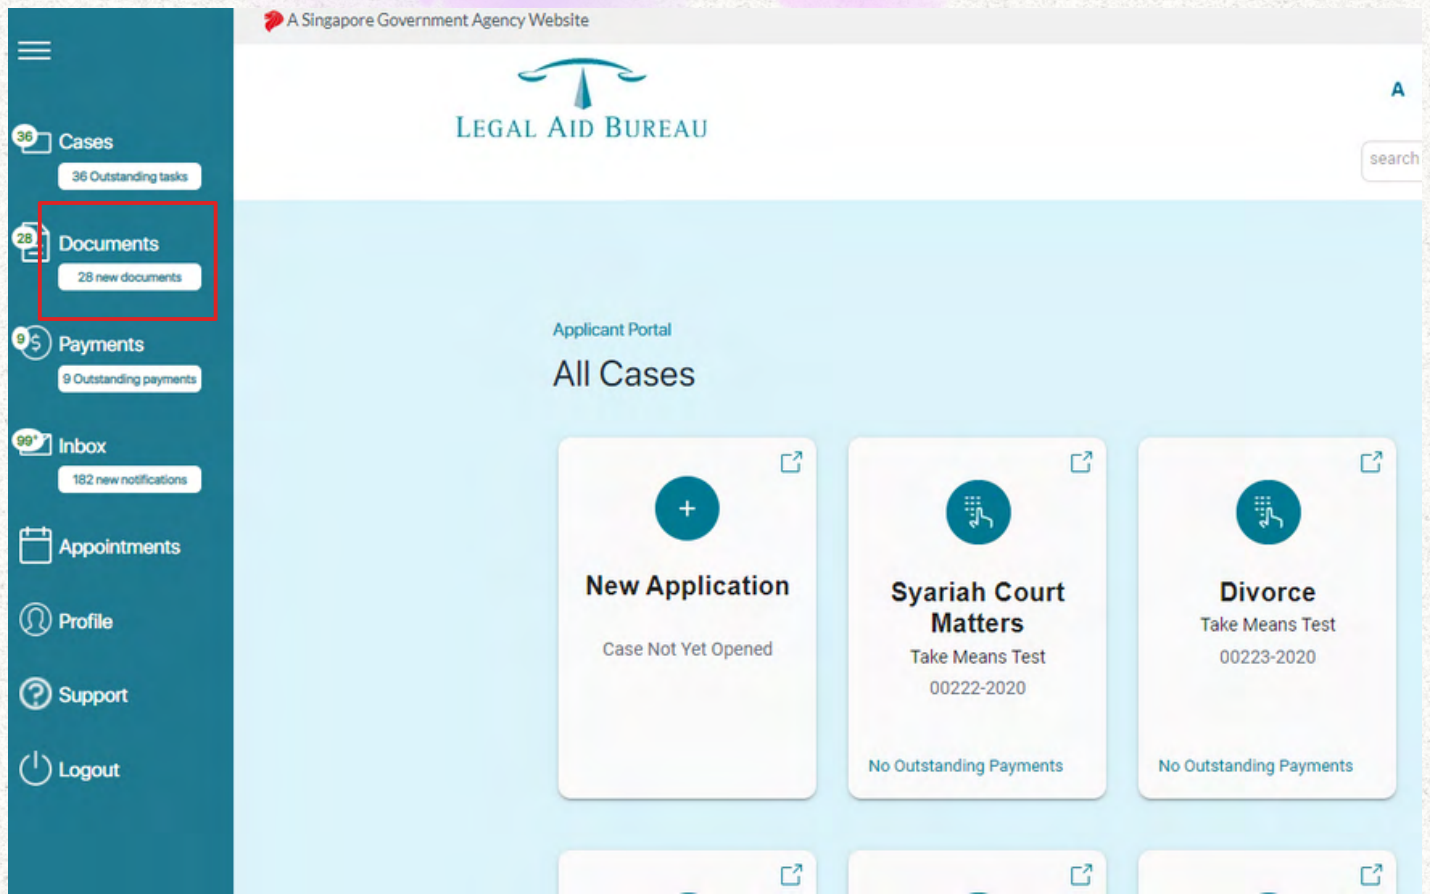 A Singapore Government Agency Website
LEGAL AID BUREAU
A
search
36
Cases
36 Outstanding tasks
28
Documents
28 new documents
9
Payments
9 Outstanding payments
99+
Inbox
182 new notifications
Appointments
Profile
Support
Logout
Applicant Portal
All Cases
+
New Application
Case Not Yet Opened
Syariah Court
Matters
Take Means Test
00222-2020
No Outstanding Payments
Divorce
Take Means Test
00223-2020
No Outstanding Payments